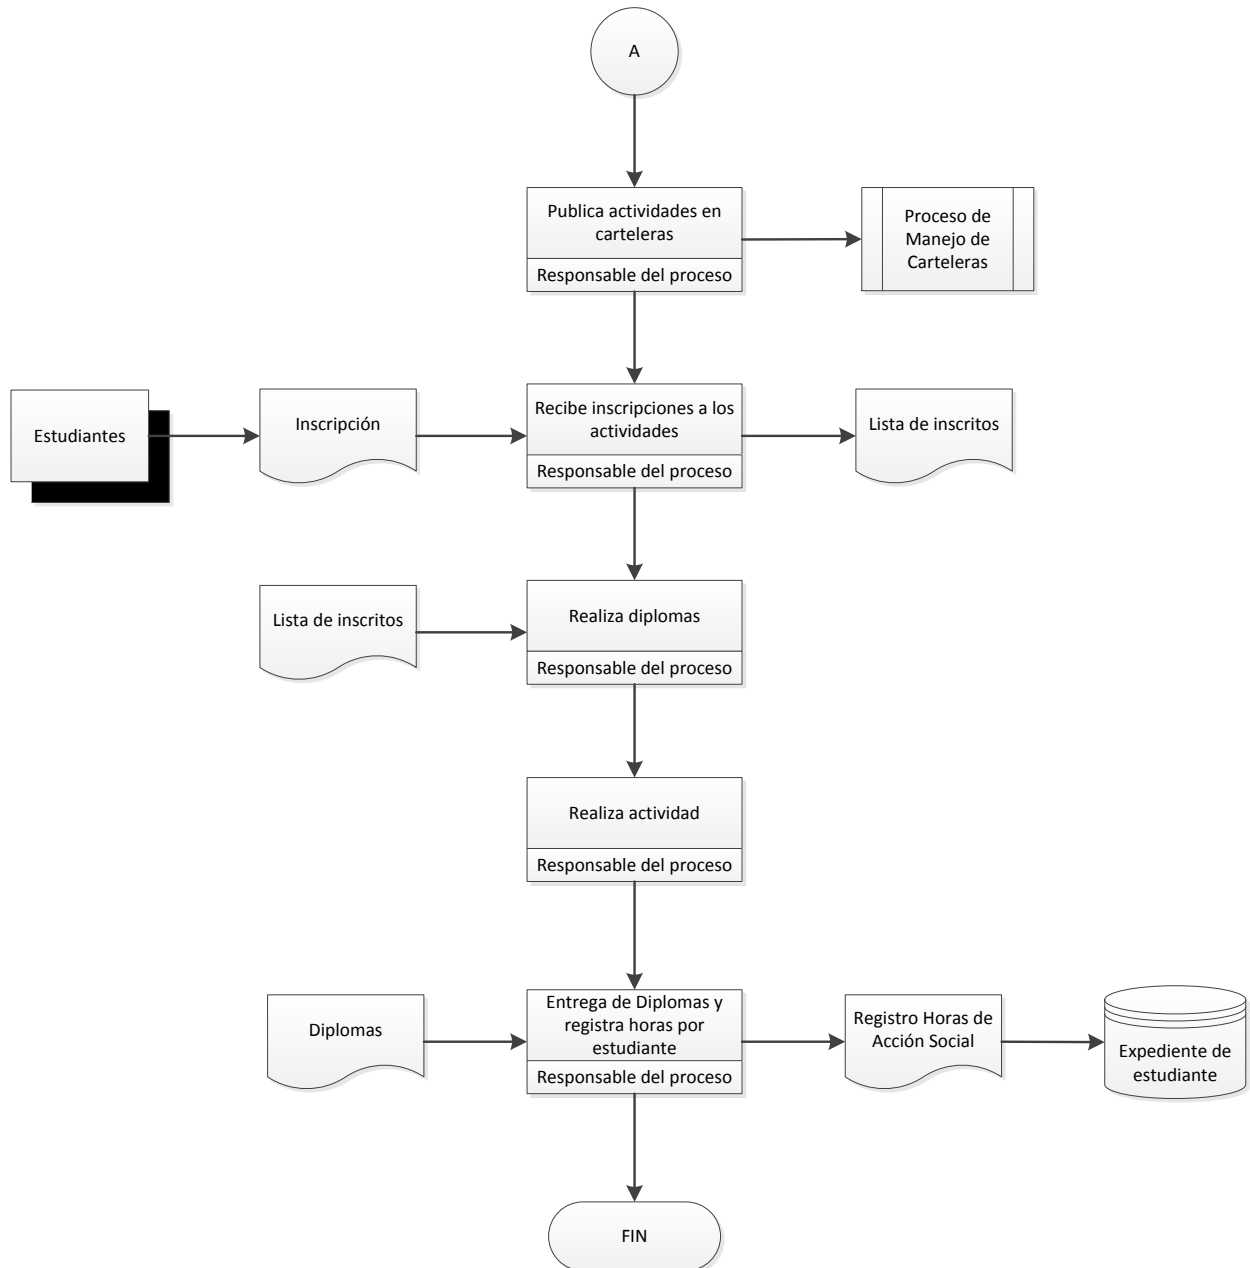 A
Publica actividades en
carteleras
Responsable del proceso
Proceso de
Manejo de
Carteleras
Estudiantes
Inscripción
Recibe inscripciones a los
actividades
Responsable del proceso
Lista de inscritos
Lista de inscritos
Realiza diplomas
Responsable del proceso
Realiza actividad
Responsable del proceso
Diplomas
Entrega de Diplomas y
registra horas por
estudiante
Responsable del proceso
Registro Horas de
Acción Social
Expediente de
estudiante
FIN